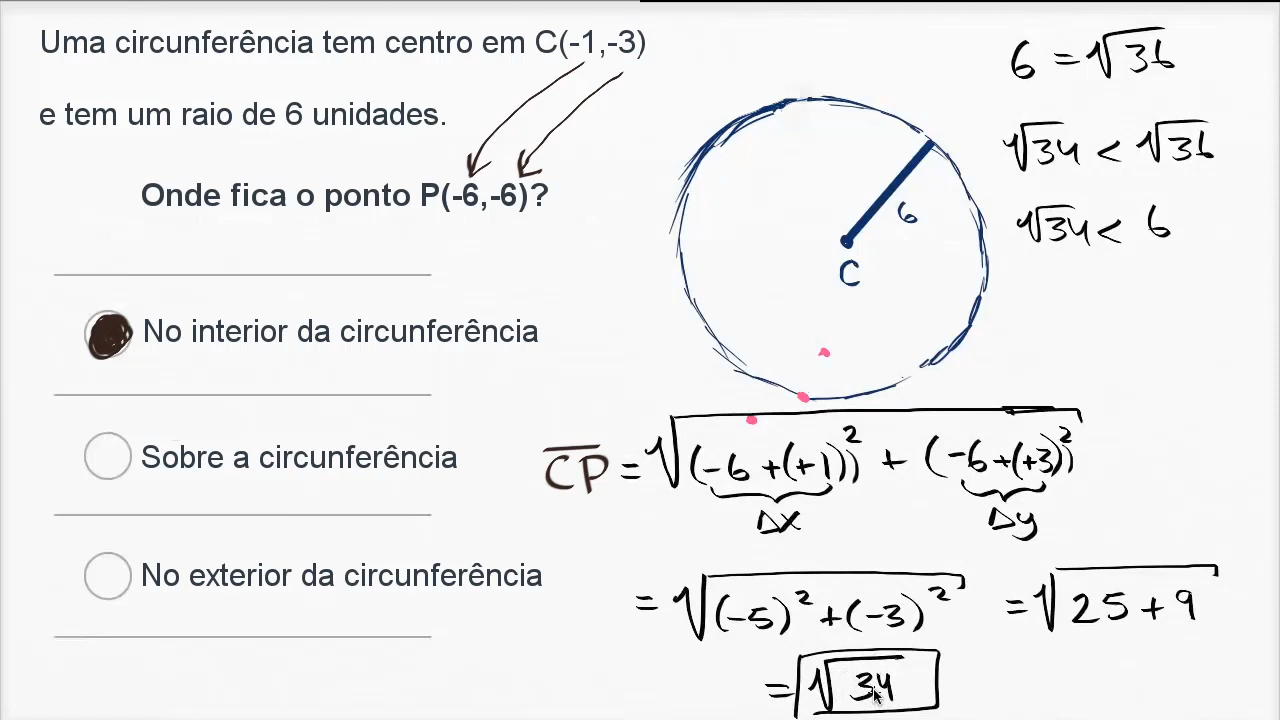 Uma circunferência tem centro em C(-1,-3)
e tem um raio de 6 unidades.
Onde fica o ponto P(-6,-6)?
No interior da circunferência
Sobre a circunferência
No exterior da circunferência
6
C
6 = √36
√34 < √36
√34 < 6
CP = √(-6+(+1))² + (-6+(+3))²
Δx Δy
= √(-5)² + (-3)² = √25 + 9
= √34